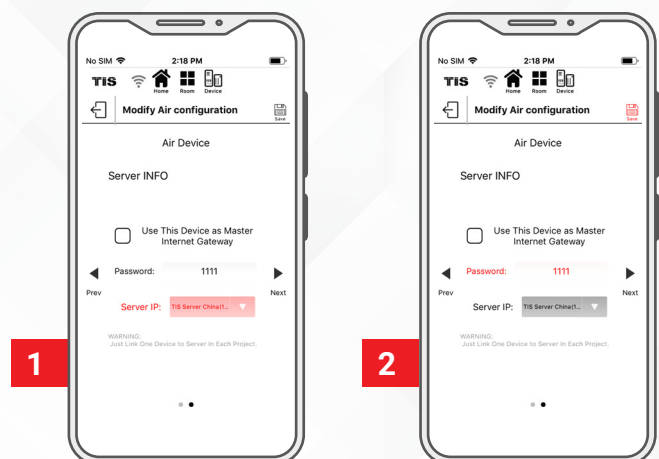 No SIM 2:18 PM
TIS Home Room Device
Modify Air configuration Save
Air Device
Server INFO
Use This Device as Master
Internet Gateway
Password: 1111
Prev Next
Server IP: TIS Server China(1...
WARNING:
Just Link One Device to Server In Each Project.
1
No SIM 2:18 PM
TIS Home Room Device
Modify Air configuration Save
Air Device
Server INFO
Use This Device as Master
Internet Gateway
Password: 1111
Prev Next
Server IP: TIS Server China(1...
WARNING:
Just Link One Device to Server In Each Project.
2